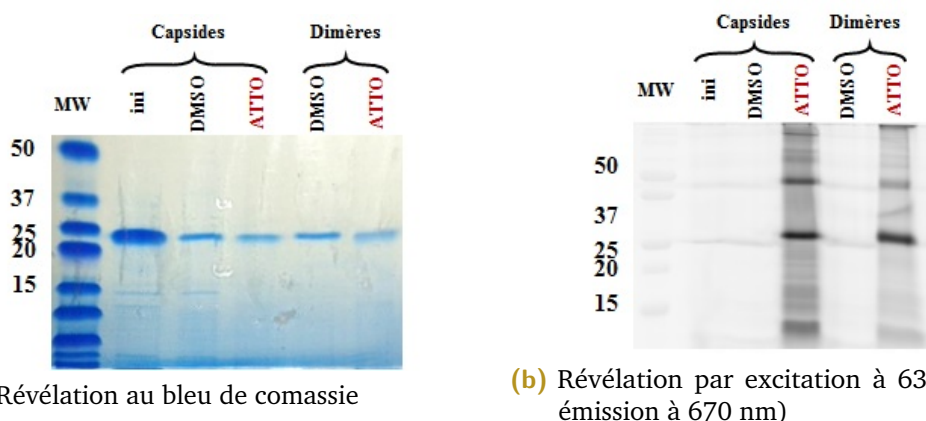 Capsides Dimères
MW ini DMSO ATTO DMSO ATTO
50
37
25
20
15
Révélation au bleu de comassie
Capsides Dimères
MW ini DMSO ATTO DMSO ATTO
50
37
25
20
15
(b) Révélation par excitation à 63
émission à 670 nm)